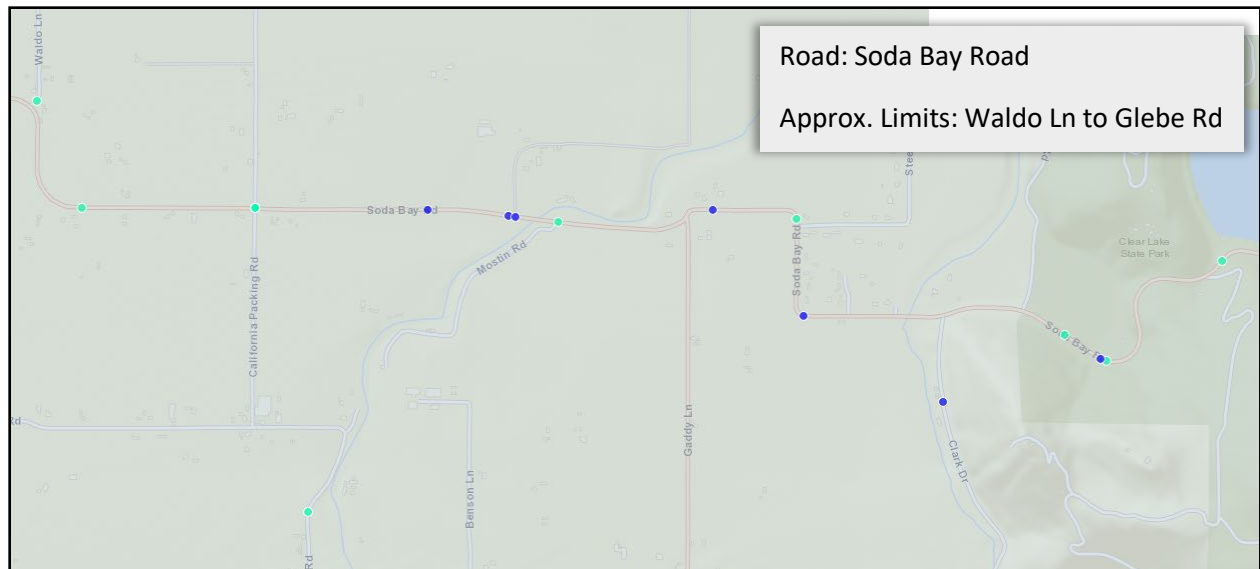 Road: Soda Bay Road
Approx. Limits: Waldo Ln to Glebe Rd
Waldo Ln
Soda Bay Rd
Mostin Rd
California Packing Rd
Soda Bay Rd
Clear Lake
State Park
Soda Bay Rd
Gaddy Ln
Clark Dr
Benson Ln
Rd
Rd